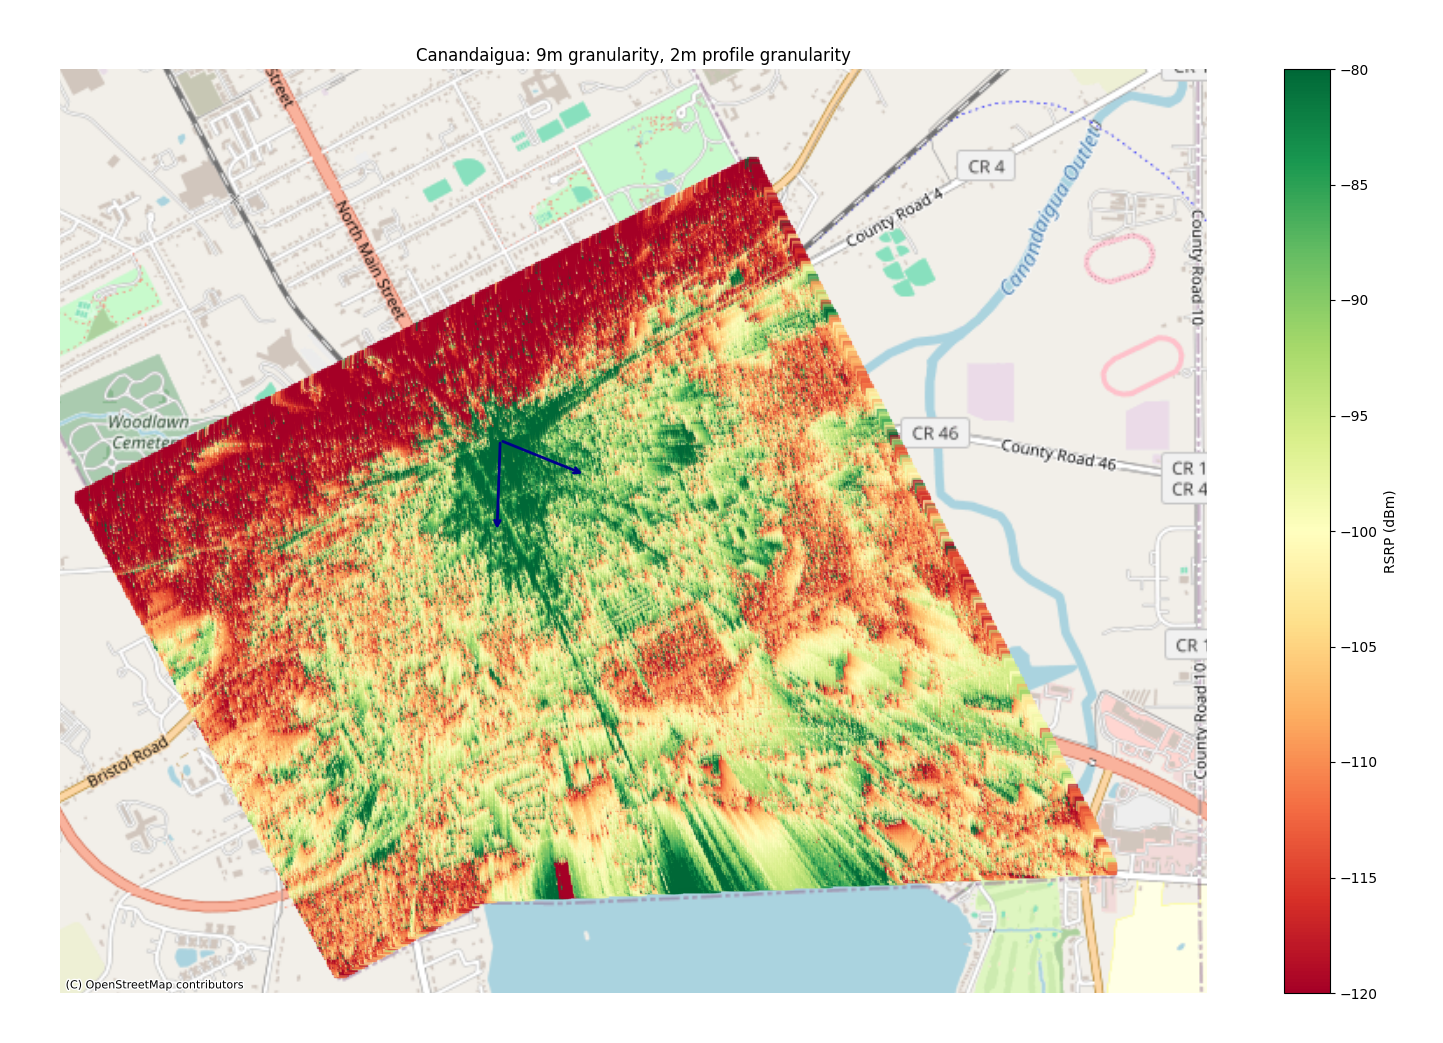 Canandaigua: 9m granularity, 2m profile granularity
Street
CR 4
County Road 4
Canandaigua Outlet
North Main Street
County Road 10
Woodlawn
Cemetery
CR 46
County Road 46
CR 1
CR 4
CR 1
County Road 10
Bristol Road
(C) OpenStreetMap contributors
−80
−85
−90
−95
−100
−105
−110
−115
−120
RSRP (dBm)